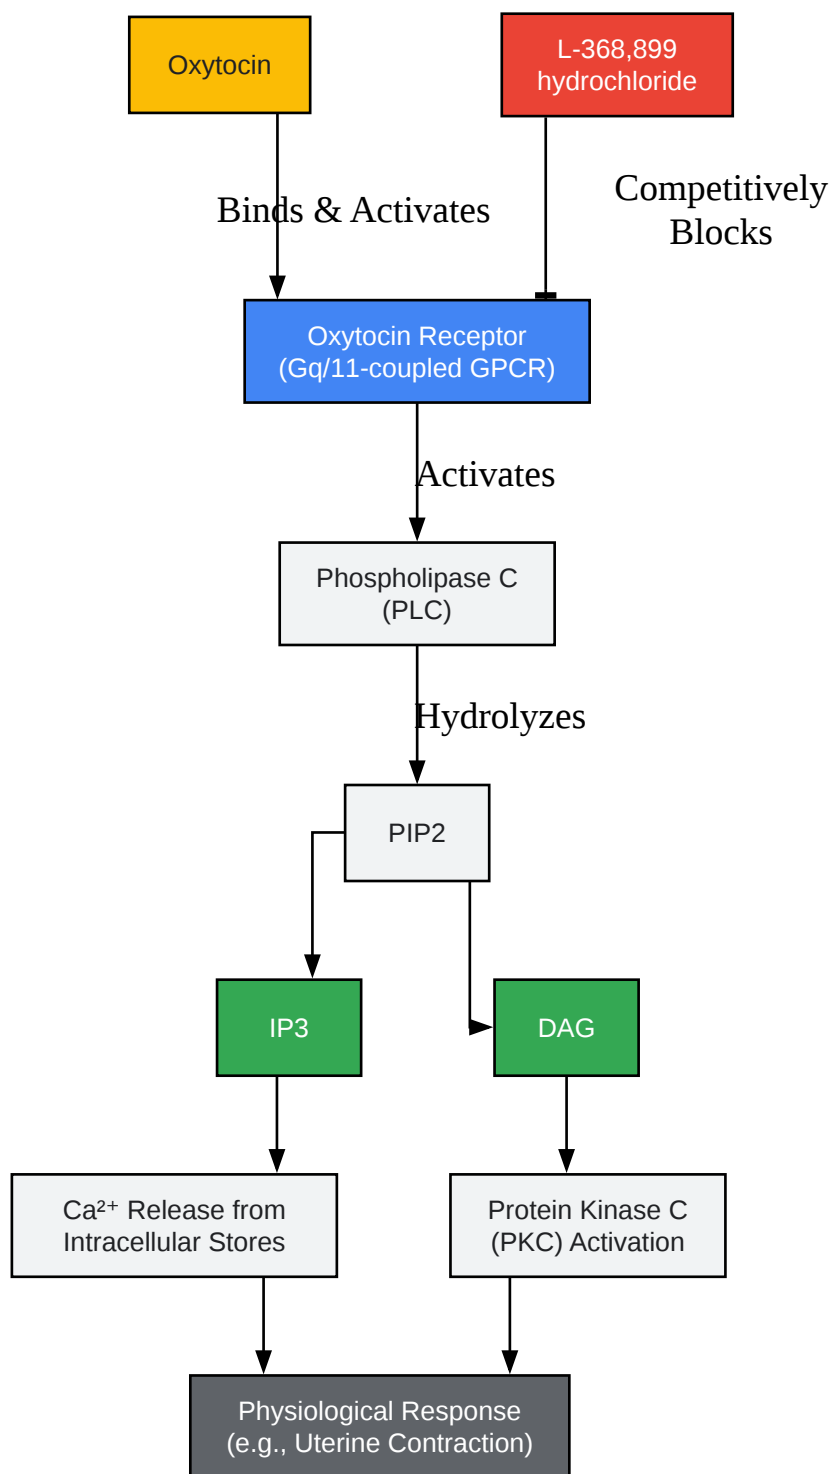 Oxytocin
L-368,899
hydrochloride
Binds & Activates
Competitively
Blocks
Oxytocin Receptor
(Gq/11-coupled GPCR)
Activates
Phospholipase C
(PLC)
Hydrolyzes
PIP2
IP3
DAG
Ca²⁺ Release from
Intracellular Stores
Protein Kinase C
(PKC) Activation
Physiological Response
(e.g., Uterine Contraction)